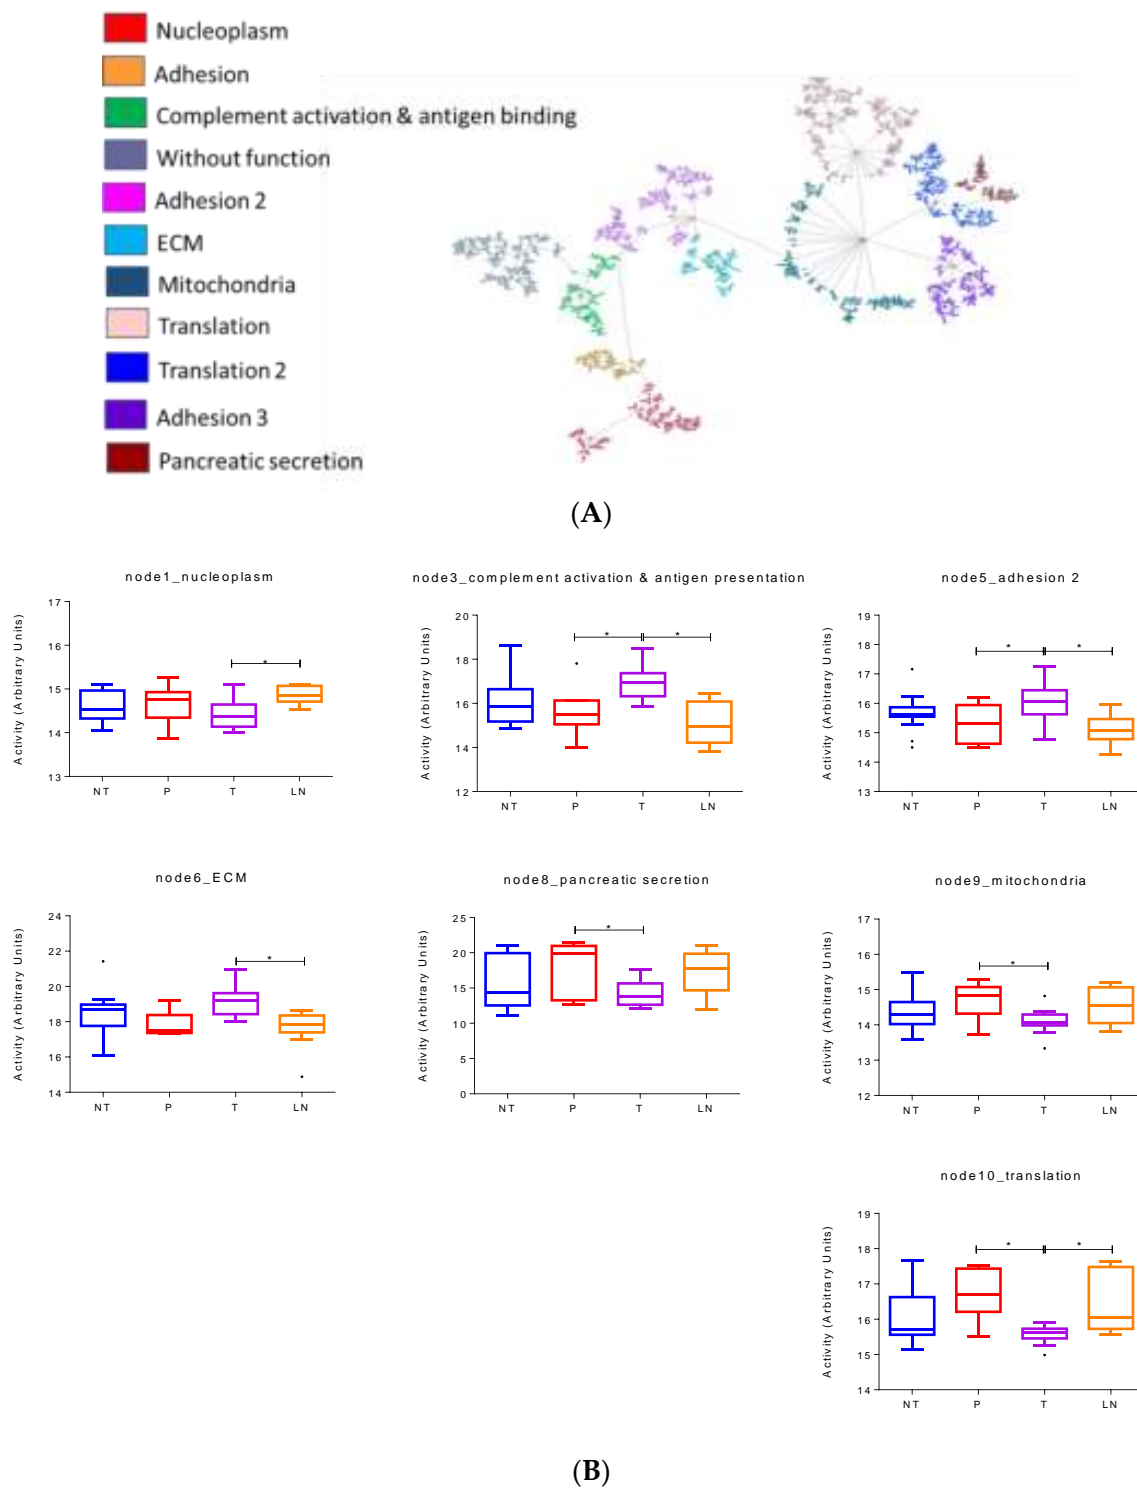 Nucleoplasm
Adhesion
Complement activation & antigen binding
Without function
Adhesion 2
ECM
Mitochondria
Translation
Translation 2
Adhesion 3
Pancreatic secretion
(A)
node1_nucleoplasm
Activity (Arbitrary Units)
17
16
15
14
13
NT P T LN
*
node3_complement activation & antigen presentation
Activity (Arbitrary Units)
20
18
16
14
12
NT P T LN
* *
node5_adhesion 2
Activity (Arbitrary Units)
19
18
17
16
15
14
13
NT P T LN
* *
node6_ECM
Activity (Arbitrary Units)
24
22
20
18
16
14
NT P T LN
*
node8_pancreatic secretion
Activity (Arbitrary Units)
25
20
15
10
5
0
NT P T LN
*
node9_mitochondria
Activity (Arbitrary Units)
17
15
14
13
12
NT P T LN
*
node10_translation
Activity (Arbitrary Units)
19
18
17
16
15
14
NT P T LN
* *
(B)